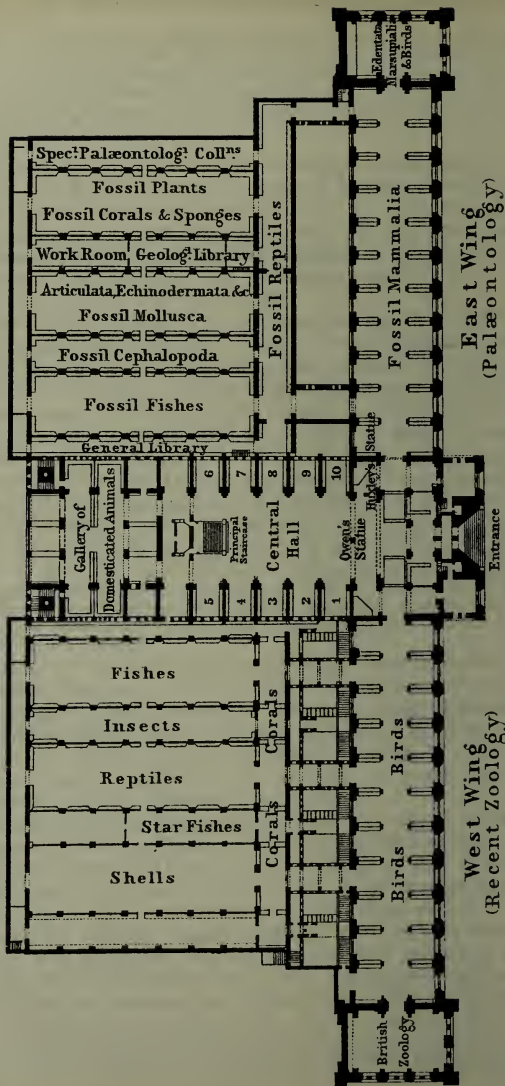 Edentata
Marsupialia
& Birds
Spec.l Palæontolog.l Coll.ns
Fossil Plants
Fossil Corals & Sponges
Work Room
Geolog.l Library
Articulata, Echinodermata &c.
Fossil Mollusca
Fossil Cephalopoda
Fossil Fishes
General Library
Fossil Reptiles
Fossil Mammalia
East Wing
(Palæontology)
Gallery of
Domesticated Animals
Principal
Staircase
Central
Hall
6
7
8
9
10
5
4
3
2
1
Huxley's Statue
Owen's
Statue
Entrance
Fishes
Insects
Reptiles
Star Fishes
Shells
Corals
Corals
Birds
Birds
West Wing
(Recent Zoology)
British
Zoology